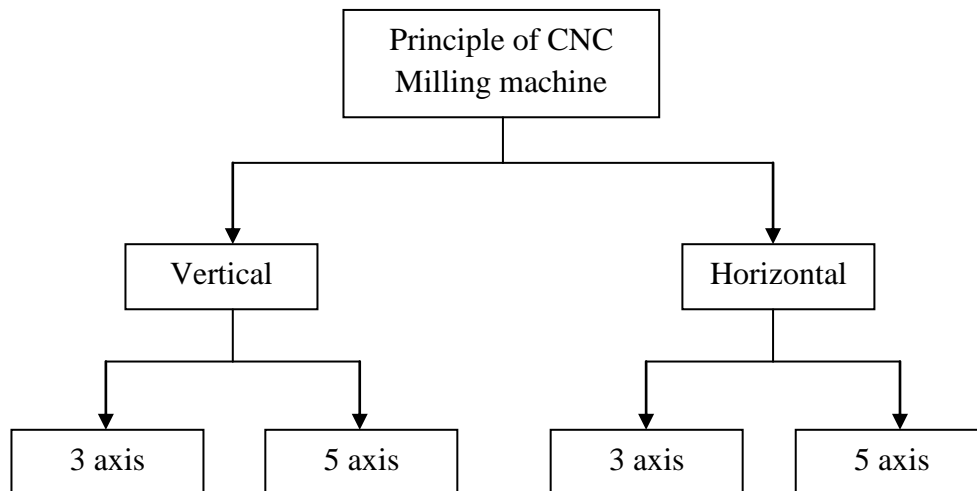 Principle of CNC
Milling machine
Vertical
Horizontal
3 axis
5 axis
3 axis
5 axis